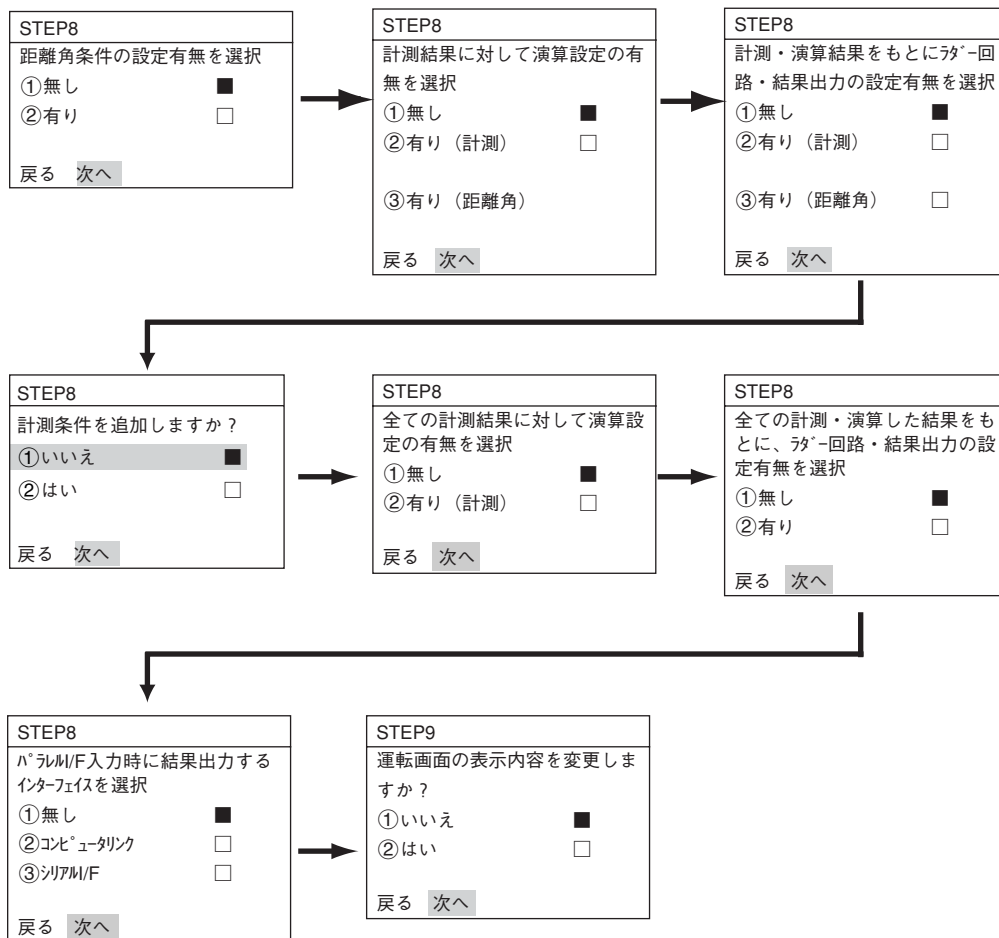 STEP8
距離角条件の設定有無を選択
①無し ■
②有り □
戻る 次へ
STEP8
計測結果に対して演算設定の有
無を選択
①無し ■
②有り（計測） □
③有り（距離角）
戻る 次へ
STEP8
計測・演算結果をもとにﾗﾀﾞｰ回
路・結果出力の設定有無を選択
①無し ■
②有り（計測） □
③有り（距離角） □
戻る 次へ
STEP8
計測条件を追加しますか？
①いいえ ■
②はい □
戻る 次へ
STEP8
全ての計測結果に対して演算設
定の有無を選択
①無し ■
②有り（計測） □
戻る 次へ
STEP8
全ての計測・演算した結果をも
とに、ﾗﾀﾞｰ回路・結果出力の設
定有無を選択
①無し ■
②有り □
戻る 次へ
STEP8
ﾊﾟﾗﾚﾙI/F入力時に結果出力する
ｲﾝﾀｰﾌｪｲｽを選択
①無し ■
②ｺﾝﾋﾟｭｰﾀﾘﾝｸ □
③ｼﾘｱﾙI/F □
戻る 次へ
STEP9
運転画面の表示内容を変更しま
すか？
①いいえ ■
②はい □
戻る 次へ